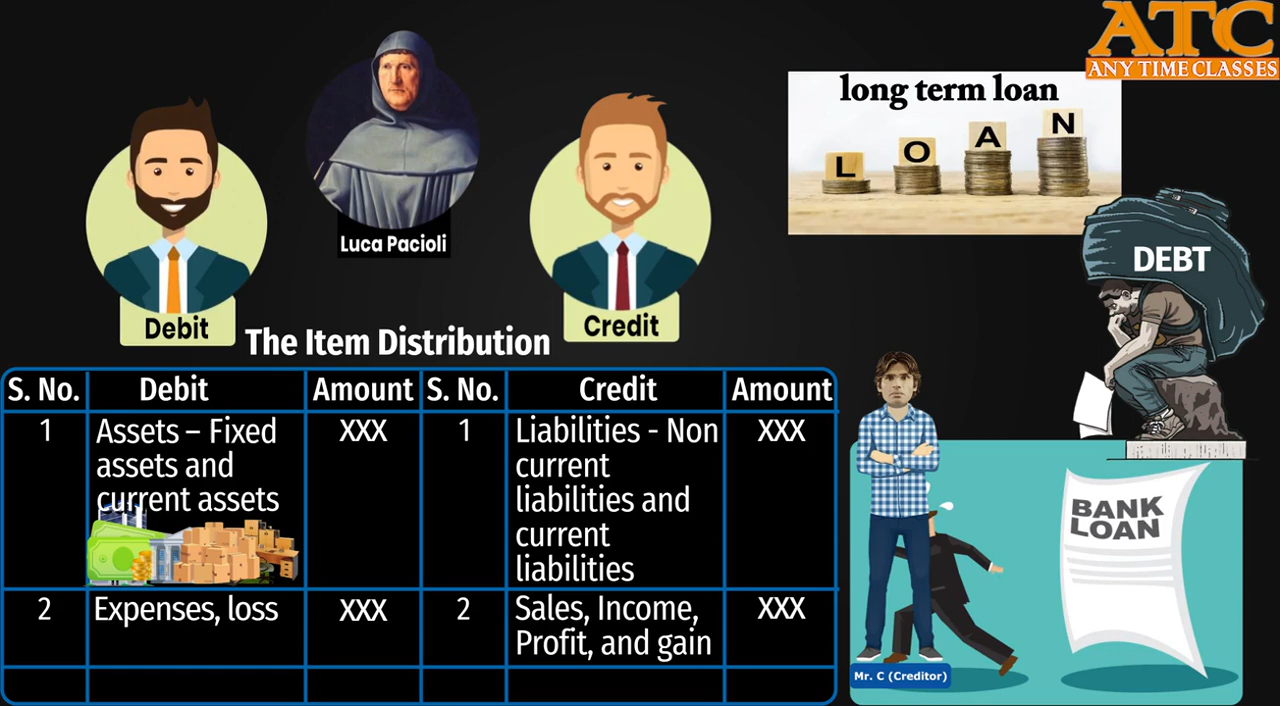 ATC
ANY TIME CLASSES
long term loan
L O A N
Luca Pacioli
DEBT
Debit
Credit
The Item Distribution
S. No. Debit Amount S. No. Credit Amount
1 Assets – Fixed XXX 1 Liabilities - Non XXX
assets and current
current assets liabilities and
current
liabilities
2 Expenses, loss XXX 2 Sales, Income, XXX
Profit, and gain
BANK
LOAN
Mr. C (Creditor)